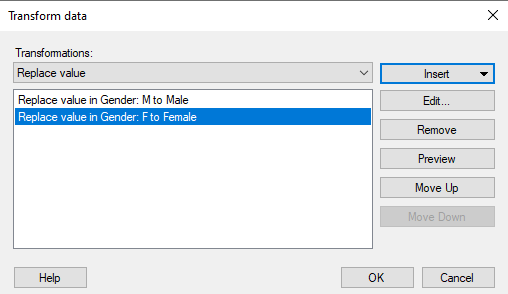 Transform data
Transformations:
Replace value
Insert
Replace value in Gender: M to Male
Replace value in Gender: F to Female
Edit...
Remove
Preview
Move Up
Move Down
Help
OK
Cancel